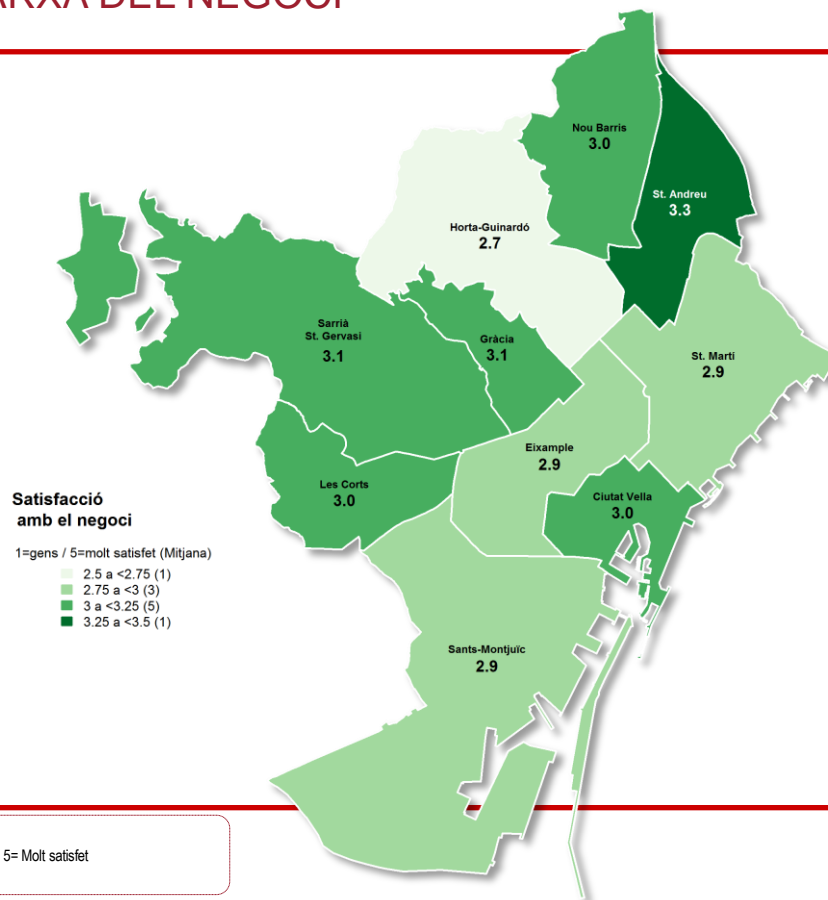 DEL NEGOCI
Nou Barris
3.0
St. Andreu
3.3
Horta-Guinardó
2.7
Sarrià
St. Gervasi
3.1
Gràcia
3.1
St. Martí
2.9
Eixample
2.9
Les Corts
3.0
Ciutat Vella
3.0
Satisfacció
amb el negoci
1=gens / 5=molt satisfet (Mitjana)
2.5 a <2.75 (1)
2.75 a <3 (3)
3 a <3.25 (5)
3.25 a <3.5 (1)
Sants-Montjuïc
2.9
5= Molt satisfet